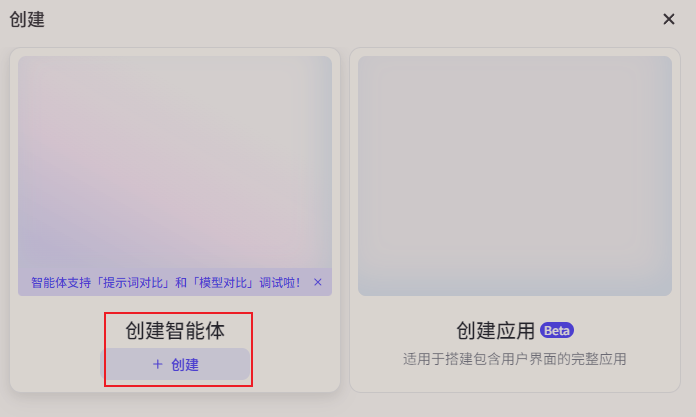 创建
智能体支持「提示词对比」和「模型对比」调试啦!
创建智能体
+ 创建
创建应用 Beta
适用于搭建包含用户界面的完整应用